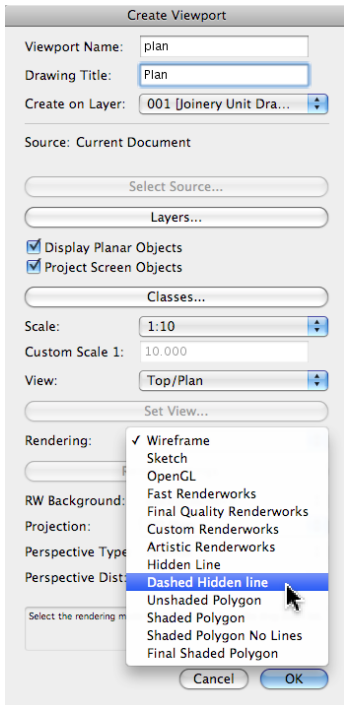 Create Viewport
Viewport Name: plan
Drawing Title: Plan
Create on Layer: 001 [Joinery Unit Dra...
Source: Current Document
Select Source...
Layers...
Display Planar Objects
Project Screen Objects
Classes...
Scale: 1:10
Custom Scale 1: 10.000
View: Top/Plan
Set View...
Rendering: ✓ Wireframe
Sketch
OpenGL
Fast Renderworks
Final Quality Renderworks
RW Background: Custom Renderworks
Projection: Artistic Renderworks
Hidden Line
Perspective Type
Perspective Dist: Dashed Hidden line
Unshaded Polygon
Select the rendering m
Shaded Polygon
Shaded Polygon No Lines
Final Shaded Polygon
Cancel OK